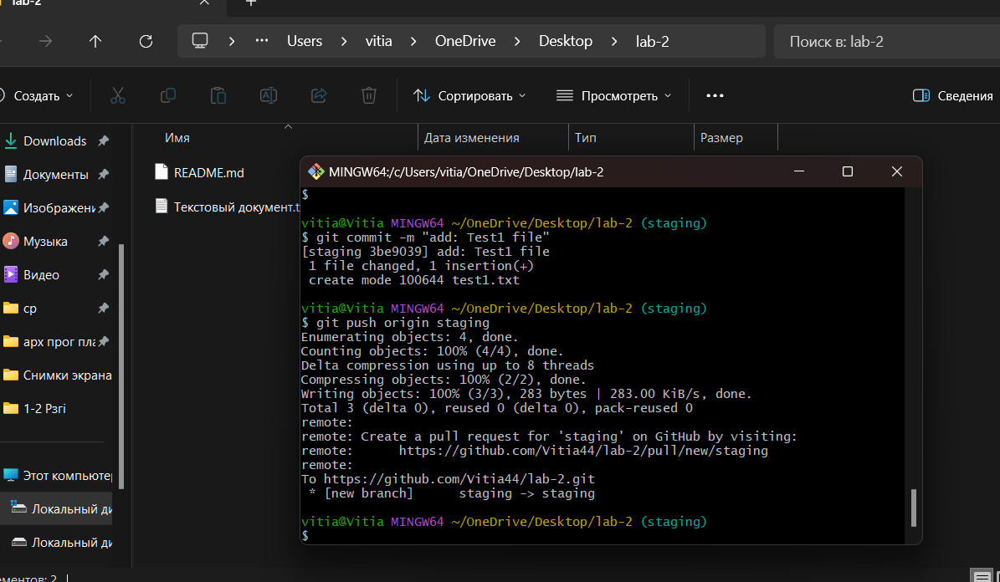 lab-2
Users > vitia > OneDrive > Desktop > lab-2
Поиск в: lab-2
Создать
Сортировать
Просмотреть
Сведения
Имя
Дата изменения
Тип
Размер
Downloads
Документы
Изображени
Музыка
Видео
ср
арх прог пла
Снимки экрана
1-2 Рзгі
Этот компьютер
Локальный ди
Локальный ди
README.md
Текстовый документ.t
MINGW64:/c/Users/vitia/OneDrive/Desktop/lab-2
$
vitia@Vitia MINGW64 ~/OneDrive/Desktop/lab-2 (staging)
$ git commit -m "add: Test1 file"
[staging 3be9039] add: Test1 file
1 file changed, 1 insertion(+)
create mode 100644 test1.txt
vitia@Vitia MINGW64 ~/OneDrive/Desktop/lab-2 (staging)
$ git push origin staging
Enumerating objects: 4, done.
Counting objects: 100% (4/4), done.
Delta compression using up to 8 threads
Compressing objects: 100% (2/2), done.
Writing objects: 100% (3/3), 283 bytes | 283.00 KiB/s, done.
Total 3 (delta 0), reused 0 (delta 0), pack-reused 0
remote:
remote: Create a pull request for 'staging' on GitHub by visiting:
remote:      https://github.com/Vitia44/lab-2/pull/new/staging
remote:
To https://github.com/Vitia44/lab-2.git
* [new branch]      staging -> staging
vitia@Vitia MINGW64 ~/OneDrive/Desktop/lab-2 (staging)
$
ементов: 2